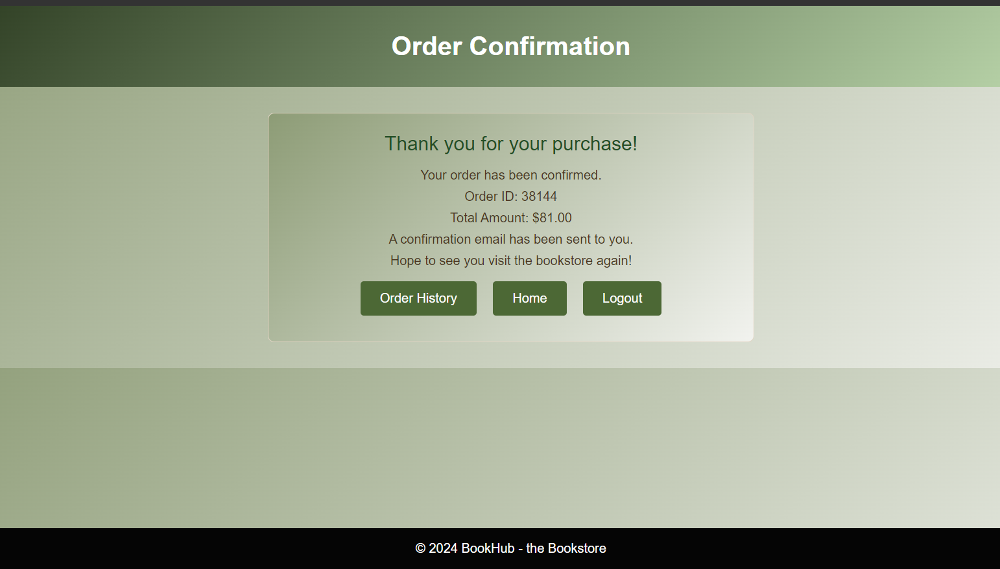 Order Confirmation
Thank you for your purchase!
Your order has been confirmed.
Order ID: 38144
Total Amount: $81.00
A confirmation email has been sent to you.
Hope to see you visit the bookstore again!
Order History
Home
Logout
© 2024 BookHub - the Bookstore